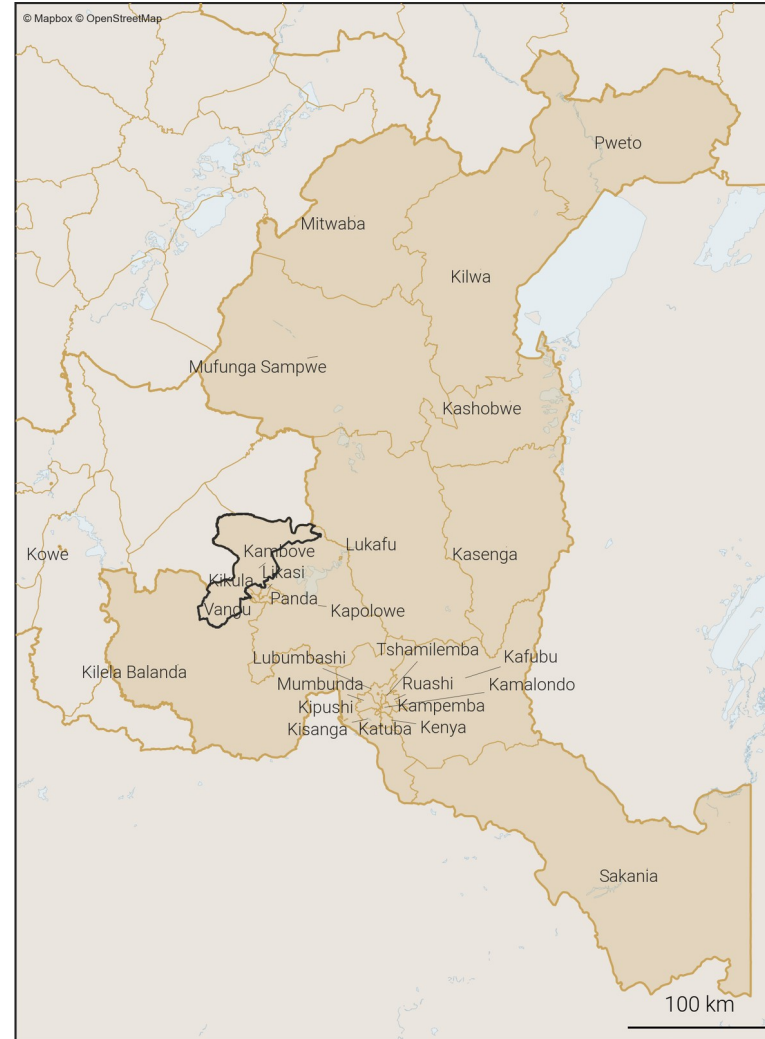 © Mapbox © OpenStreetMap
Pweto
Mitwaba
Kilwa
Mufunga Sampwe
Kashobwe
Kowe
Kambove
Lukafu
Kasenga
Likasi
Kikula
Panda
Vangu
Kapolowe
Tshamilemba
Lubumbashi
Kafubu
Kilela Balanda
Mumbunda
Ruashi
Kamalondo
Kipushi
Kampemba
Kisanga
Katuba
Kenya
Sakania
100 km